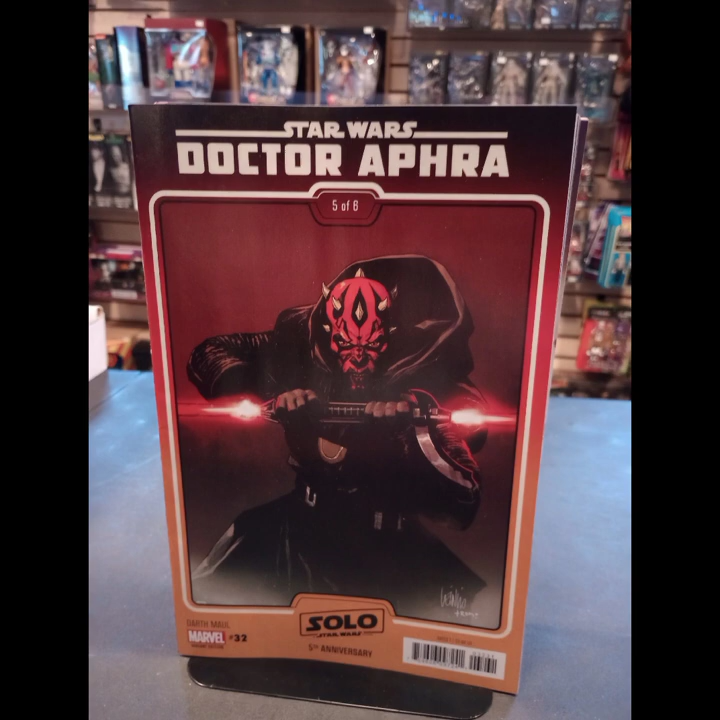 STAR WARS
DOCTOR APHRA
5 of 6
DARTH MAUL
MARVEL #32
SOLO
STAR WARS
5TH ANNIVERSARY